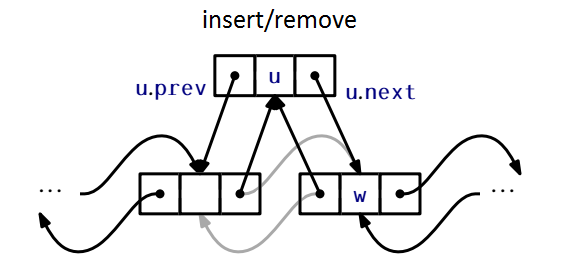 insert/remove
u
u.prev
u.next
... w ...